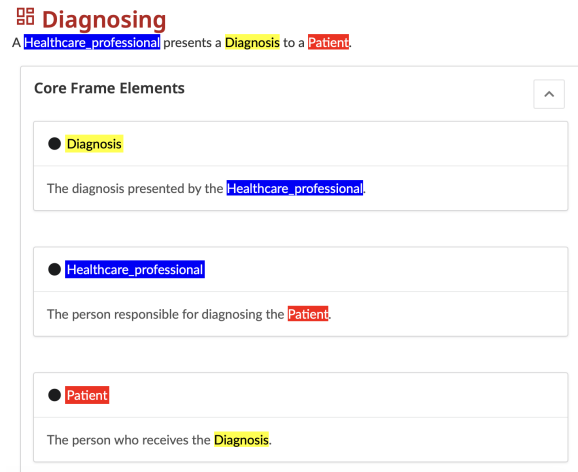 Diagnosing
A Healthcare_professional presents a Diagnosis to a Patient.
Core Frame Elements
Diagnosis
The diagnosis presented by the Healthcare_professional.
Healthcare_professional
The person responsible for diagnosing the Patient.
Patient
The person who receives the Diagnosis.